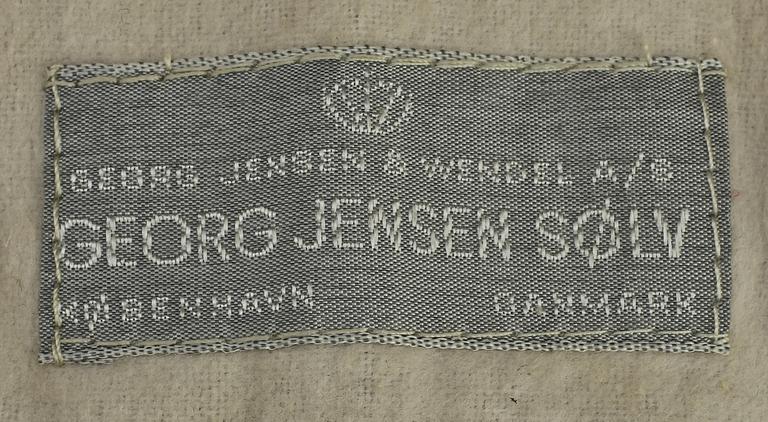 GEORG JENSEN & WENDEL A/S
GEORG JENSEN SØLV
KØBENHAVN DANMARK